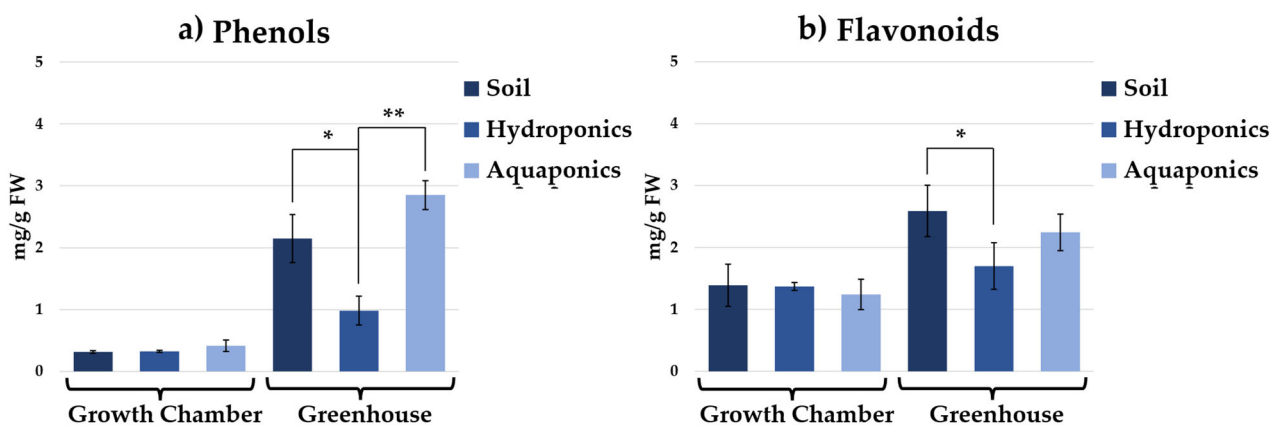 a) Phenols
5
4
3
2
1
0
mg/g FW
*
**
Soil
Hydroponics
Aquaponics
Growth Chamber
Greenhouse
b) Flavonoids
5
4
3
2
1
0
mg/g FW
*
Soil
Hydroponics
Aquaponics
Growth Chamber
Greenhouse